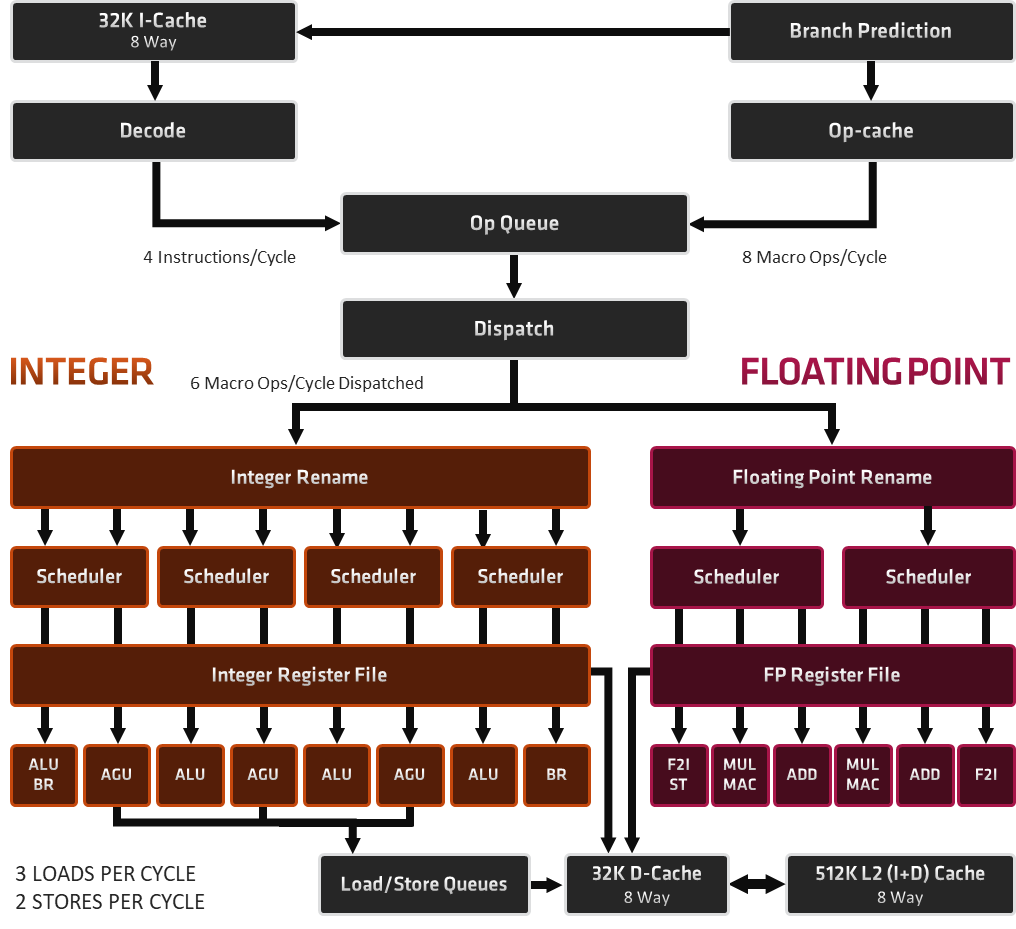 32K I-Cache
8 Way
Branch Prediction
Decode
Op-cache
Op Queue
4 Instructions/Cycle
8 Macro Ops/Cycle
Dispatch
INTEGER
6 Macro Ops/Cycle Dispatched
FLOATING POINT
Integer Rename
Floating Point Rename
Scheduler
Scheduler
Scheduler
Scheduler
Scheduler
Scheduler
Integer Register File
FP Register File
ALU
BR
AGU
ALU
AGU
ALU
AGU
ALU
BR
F2I
ST
MUL
MAC
ADD
MUL
MAC
ADD
F2I
3 LOADS PER CYCLE
2 STORES PER CYCLE
Load/Store Queues
32K D-Cache
8 Way
512K L2 (I+D) Cache
8 Way